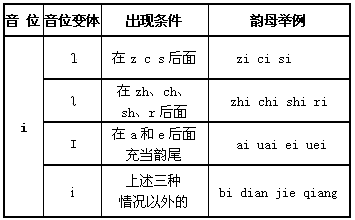 音 位 音位变体 出现条件 韵母举例
i
ɿ 在 z c s 后面 zi ci si
ʅ 在 zh、ch、
sh、r 后面 zhi chi shi ri
ɪ 在 a 和 e 后面
充当韵尾 ai uai ei uei
i 上述三种
情况以外的 bi dian jie qiang